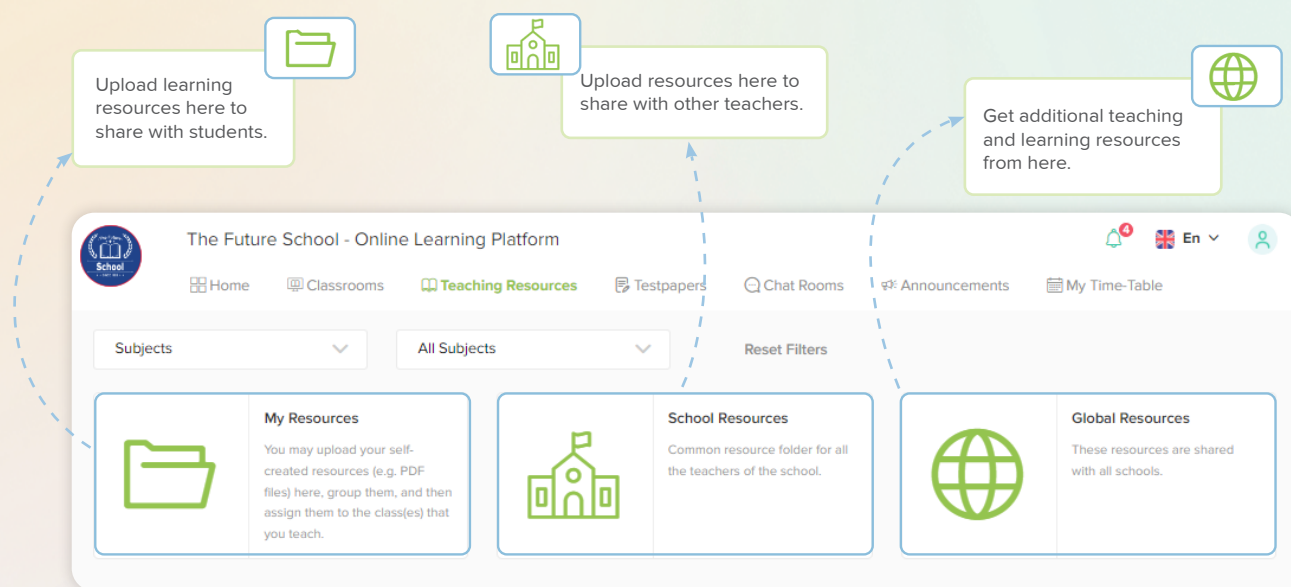 Upload learning
resources here to
share with students.
Upload resources here to
share with other teachers.
Get additional teaching
and learning resources
from here.
School
The Future School - Online Learning Platform
4
En
Home
Classrooms
Teaching Resources
Testpapers
Chat Rooms
Announcements
My Time-Table
Subjects
All Subjects
Reset Filters
My Resources
You may upload your self-
created resources (e.g. PDF
files) here, group them, and then
assign them to the class(es) that
you teach.
School Resources
Common resource folder for all
the teachers of the school.
Global Resources
These resources are shared
with all schools.